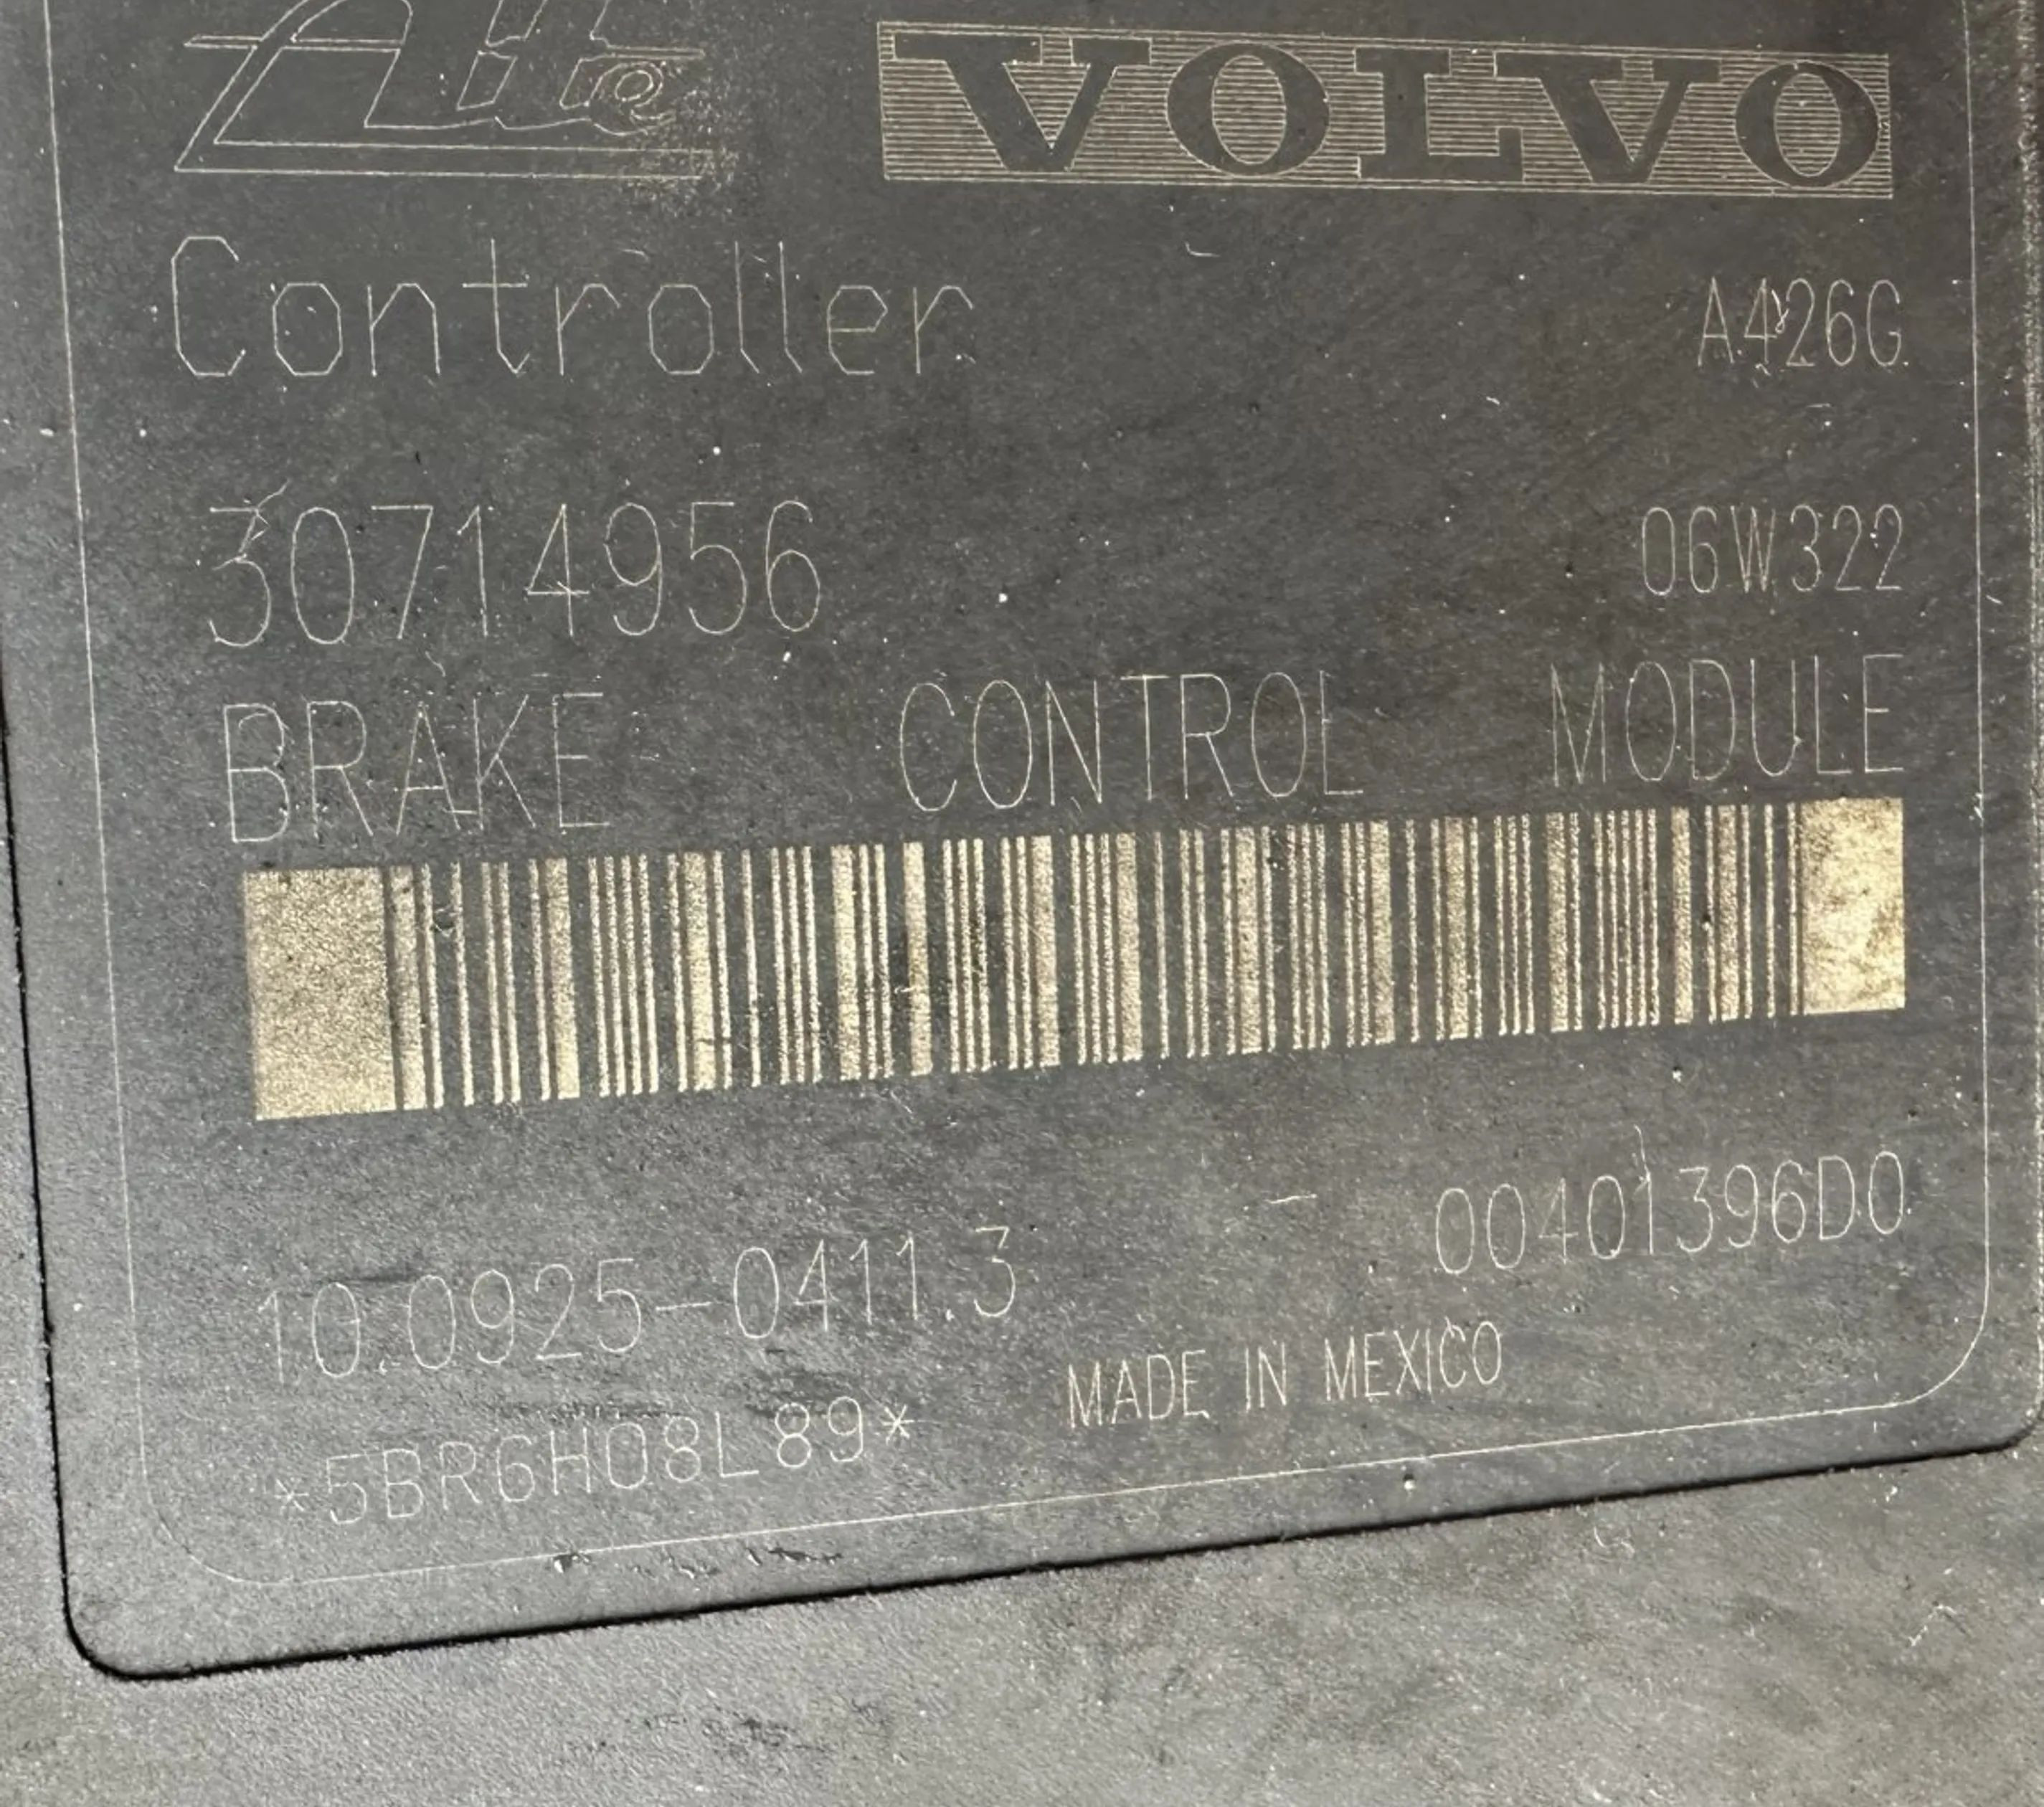 Ate VOLVO
Controller A426G
30714956 06W322
BRAKE CONTROL MODULE
10.0925-0411.3 00401396D0
*5BR6H08L89* MADE IN MEXICO